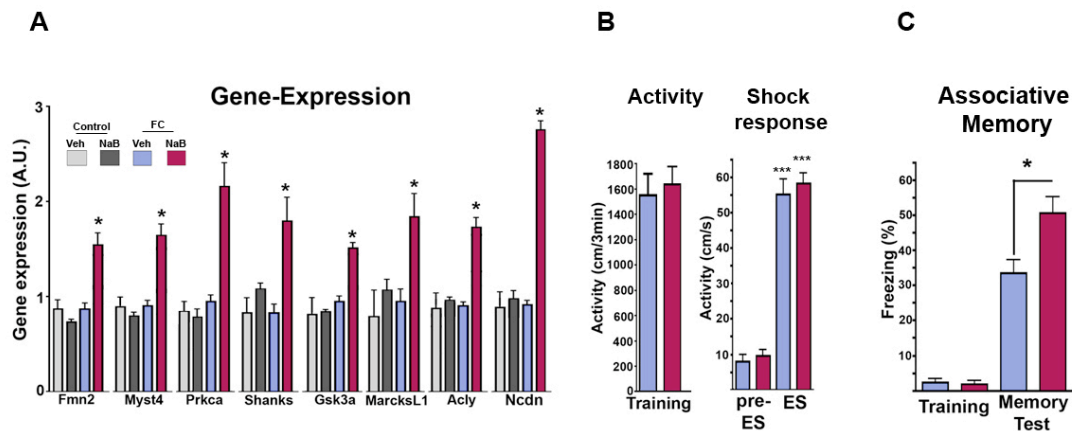 A
B
C
Gene-Expression
Control
FC
Veh NaB Veh NaB
Gene expression (A.U.)
3
2
1
0
* * * * * * * *
Fmn2 Myst4 Prkca Shanks Gsk3a MarcksL1 Acly Ncdn
Activity
Activity (cm/3min)
1800
1600
1400
1200
1000
800
600
400
200
0
Training
Shock
response
Activity (cm/s)
60
50
40
30
20
10
*** ***
pre-
ES
ES
Associative
Memory
Freezing (%)
60
50
40
30
20
10
0
*
Training
Memory
Test